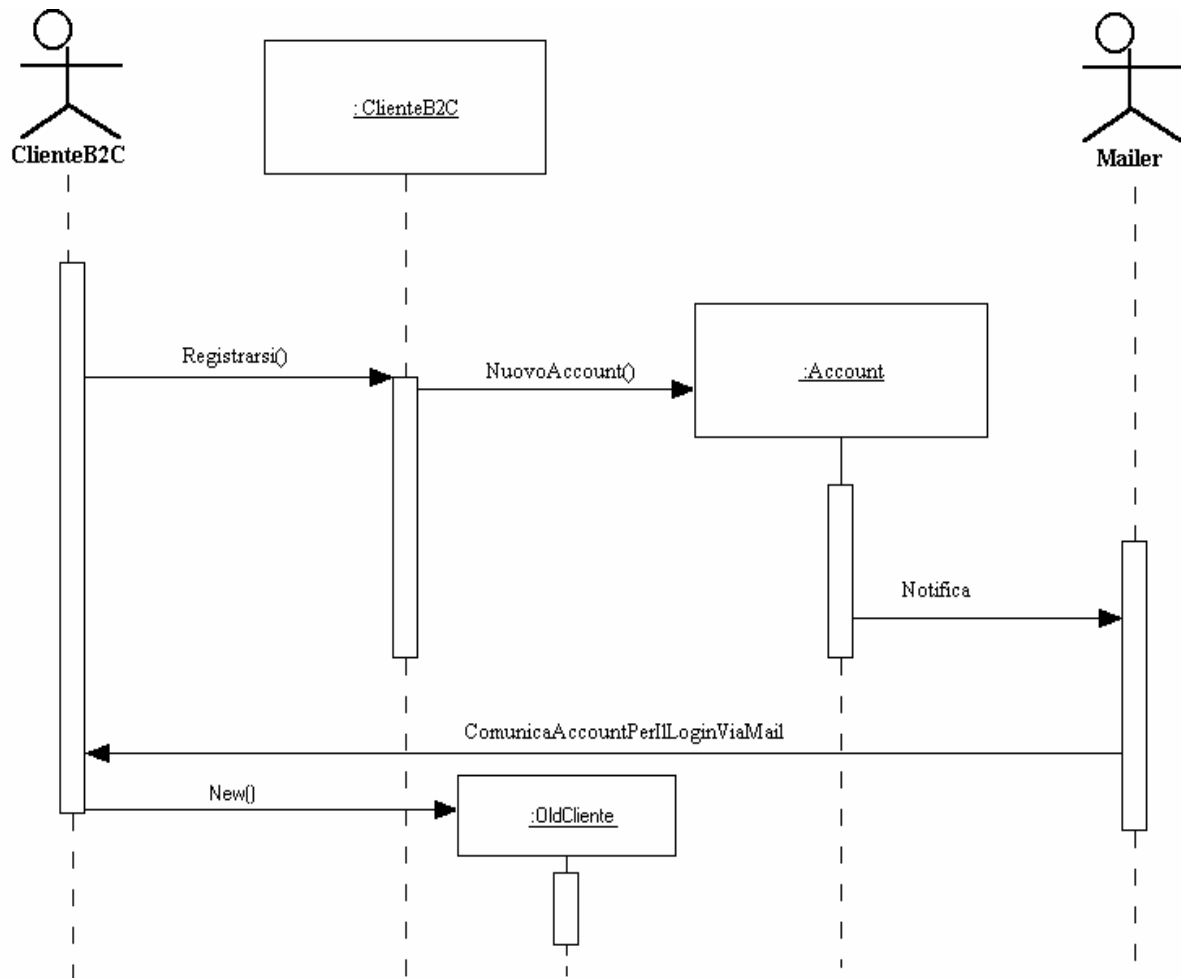 : ClienteB2C
ClienteB2C
Mailer
Registrarsi()
NuovoAccount()
:Account
Notifica
ComunicaAccountPerIlLoginViaMail
New()
:OldCliente